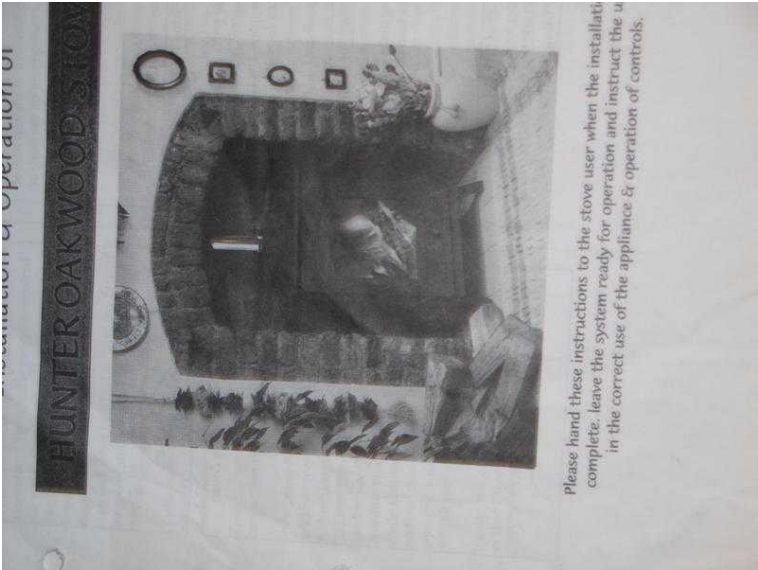 Installation & Operation of
HUNTER OAKWOOD STOV
Please hand these instructions to the stove user when the installati
complete. leave the system ready for operation and instruct the u
in the correct use of the appliance & operation of controls.